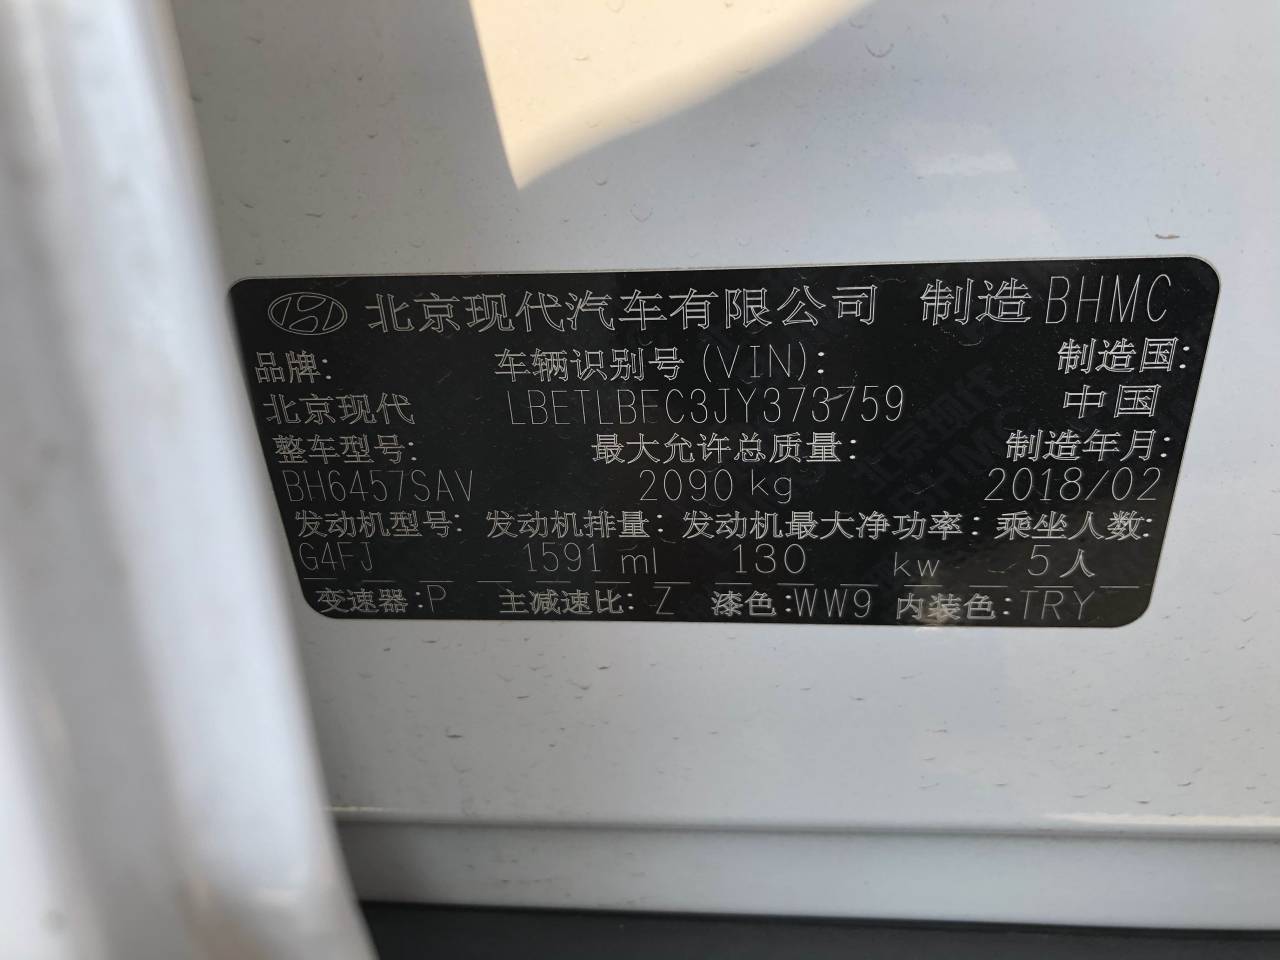 北京现代汽车有限公司 制造 BHMC
品牌: 车辆识别号(VIN): 制造国:
北京现代 LBETLBFC3JY373759 中国
整车型号: 最大允许总质量: 制造年月:
BH6457SAV 2090 kg 2018/02
发动机型号: 发动机排量: 发动机最大净功率: 乘坐人数:
G4FJ 1591 ml 130 kw 5人
变速器:P 主减速比: Z 漆色:WW9 内装色:TRY